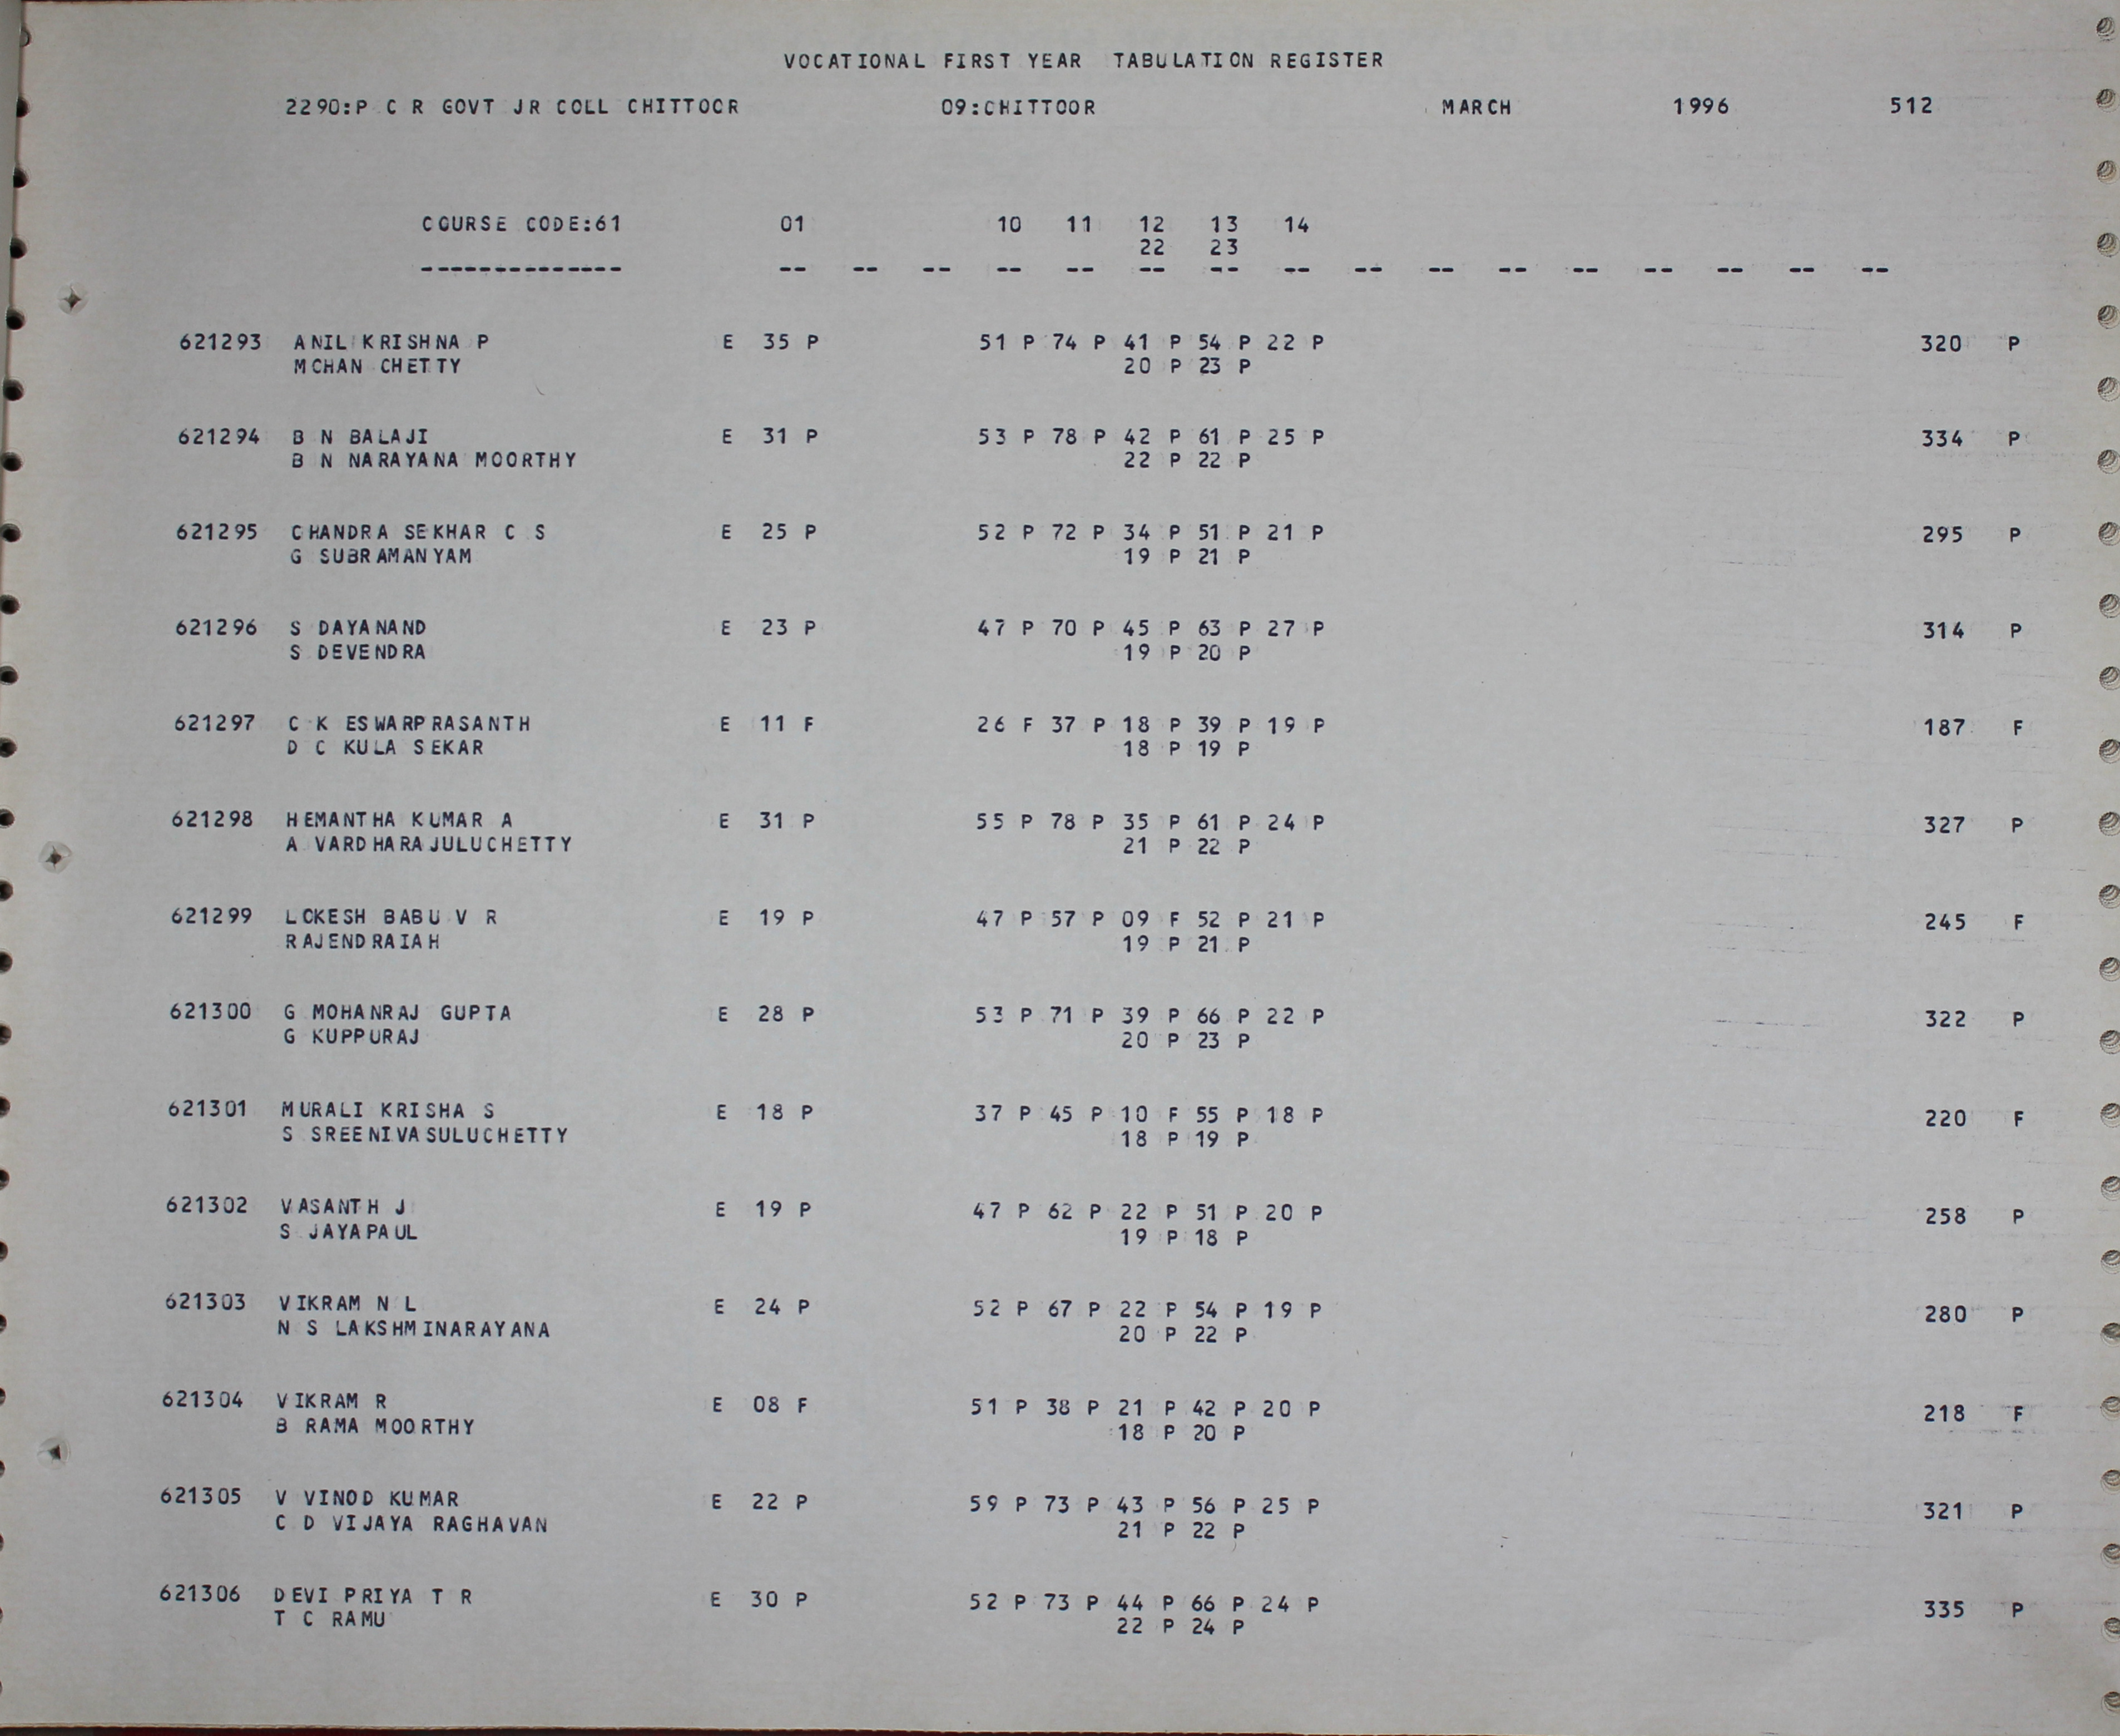 VOCATIONAL FIRST YEAR TABULATION REGISTER
2290:P C R GOVT JR COLL CHITTOCR 09:CHITTOOR MARCH 1996 512
COURSE CODE:61 01 10 11 12 13 14
22 23
-------------- -- -- -- -- -- -- -- -- -- -- -- -- -- -- -- --
621293 ANIL KRISHNA P E 35 P 51 P 74 P 41 P 54 P 22 P 320 P
MCHAN CHETTY 20 P 23 P
621294 B N BALAJI E 31 P 53 P 78 P 42 P 61 P 25 P 334 P
B N NARAYANA MOORTHY 22 P 22 P
621295 CHANDRA SEKHAR C S E 25 P 52 P 72 P 34 P 51 P 21 P 295 P
G SUBRAMANYAM 19 P 21 P
621296 S DAYANAND E 23 P 47 P 70 P 45 P 63 P 27 P 314 P
S DEVENDRA 19 P 20 P
621297 C K ESWARPRASANTH E 11 F 26 F 37 P 18 P 39 P 19 P 187 F
D C KULA SEKAR 18 P 19 P
621298 HEMANTHA KUMAR A E 31 P 55 P 78 P 35 P 61 P 24 P 327 P
A VARDHARAJULUCHETTY 21 P 22 P
621299 LCKESH BABU V R E 19 P 47 P 57 P 09 F 52 P 21 P 245 F
RAJENDRAIAH 19 P 21 P
621300 G MOHANRAJ GUPTA E 28 P 53 P 71 P 39 P 66 P 22 P 322 P
G KUPPURAJ 20 P 23 P
621301 MURALI KRISHA S E 18 P 37 P 45 P 10 F 55 P 18 P 220 F
S SREENIVASULUCHETTY 18 P 19 P
621302 VASANTH J E 19 P 47 P 62 P 22 P 51 P 20 P 258 P
S JAYAPAUL 19 P 18 P
621303 VIKRAM N L E 24 P 52 P 67 P 22 P 54 P 19 P 280 P
N S LAKSHMINARAYANA 20 P 22 P
621304 VIKRAM R E 08 F 51 P 38 P 21 P 42 P 20 P 218 F
B RAMA MOORTHY 18 P 20 P
621305 V VINOD KUMAR E 22 P 59 P 73 P 43 P 56 P 25 P 321 P
C D VIJAYA RAGHAVAN 21 P 22 P
621306 DEVI PRIYA T R E 30 P 52 P 73 P 44 P 66 P 24 P 335 P
T C RAMU 22 P 24 P